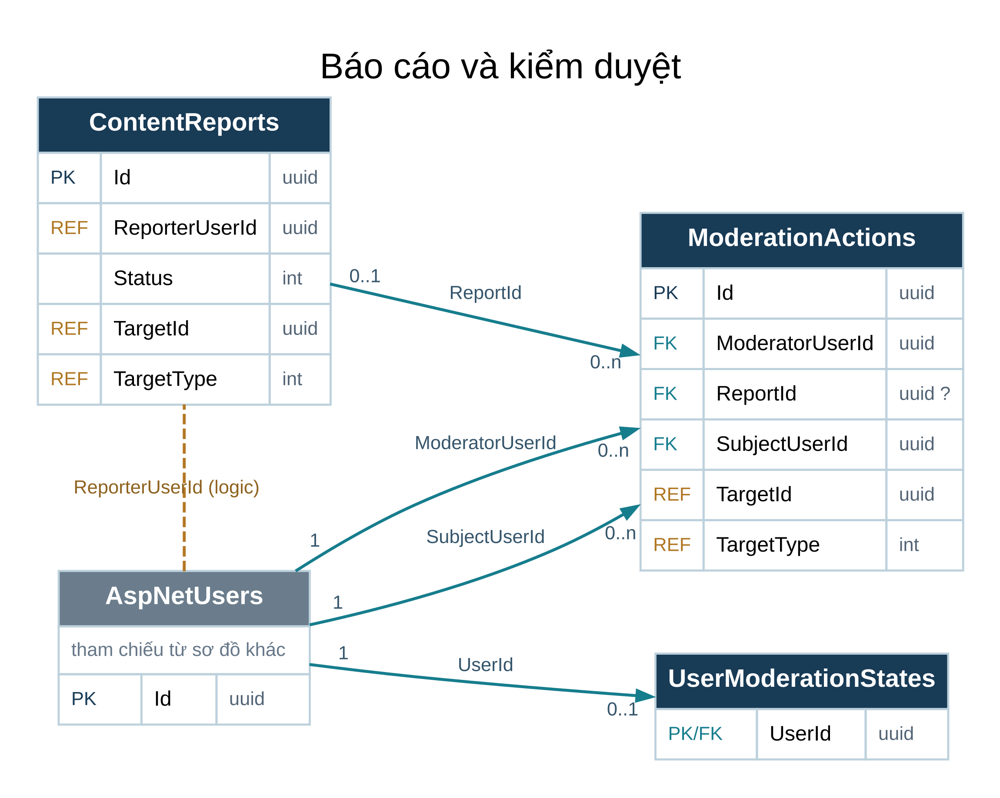 Báo cáo và kiểm duyệt
ContentReports
PK Id uuid
REF ReporterUserId uuid
Status int
REF TargetId uuid
REF TargetType int
0..1
ReportId
0..n
ModerationActions
PK Id uuid
FK ModeratorUserId uuid
FK ReportId uuid ?
FK SubjectUserId uuid
REF TargetId uuid
REF TargetType int
ReporterUserId (logic)
1
ModeratorUserId
0..n
1
SubjectUserId
0..n
AspNetUsers
tham chiếu từ sơ đồ khác
PK Id uuid
1
UserId
0..1
UserModerationStates
PK/FK UserId uuid